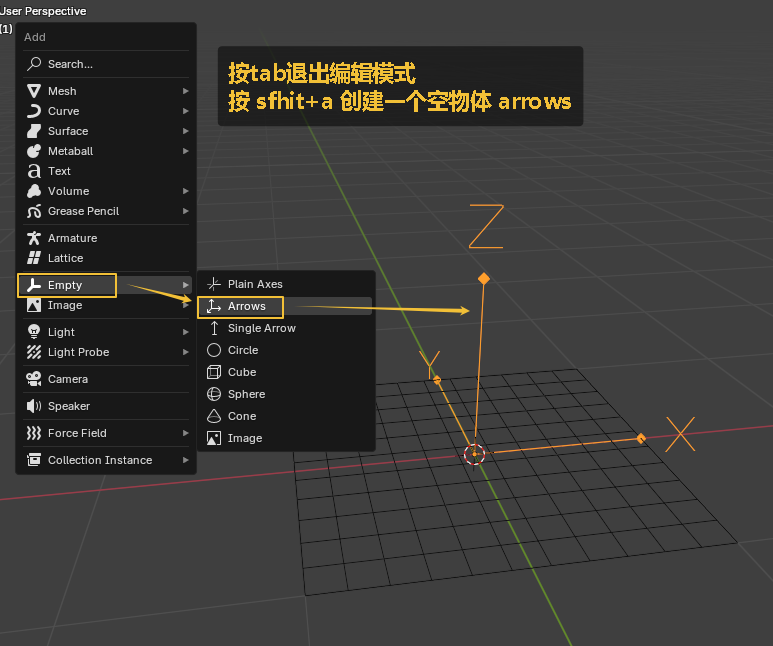 User Perspective
(1)
Add
Search...
Mesh
Curve
Surface
Metaball
Text
Volume
Grease Pencil
Armature
Lattice
Empty
Image
Light
Light Probe
Camera
Speaker
Force Field
Collection Instance
按tab退出编辑模式
按 sfhit+a 创建一个空物体 arrows
Plain Axes
Arrows
Single Arrow
Circle
Cube
Sphere
Cone
Image
Z
Y
X